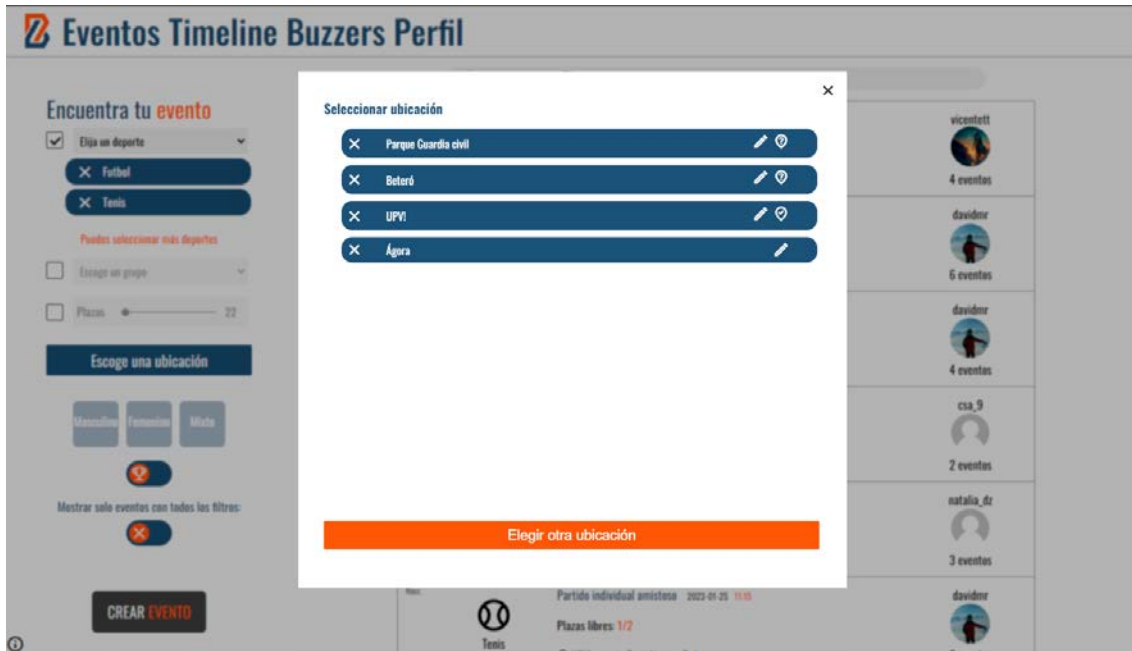 Eventos Timeline Buzzers Perfil
Encuentra tu evento
Elija un deporte
Futbol
Tenis
Puedes seleccionar más deportes
Escoge un grupo
Plazas 22
Escoge una ubicación
Masculino Femenino Mixto
Mostrar solo eventos con todos los filtros:
CREAR EVENTO
Seleccionar ubicación
Parque Guardia civil
Beteró
UPV!
Ágora
Elegir otra ubicación
vicentett
4 eventos
davidmr
6 eventos
davidmr
4 eventos
csa_9
2 eventos
natalia_dz
3 eventos
Partido individual amistoso 2023-01-25 11:15
Plazas libres: 1/2
Tenis
davidmr